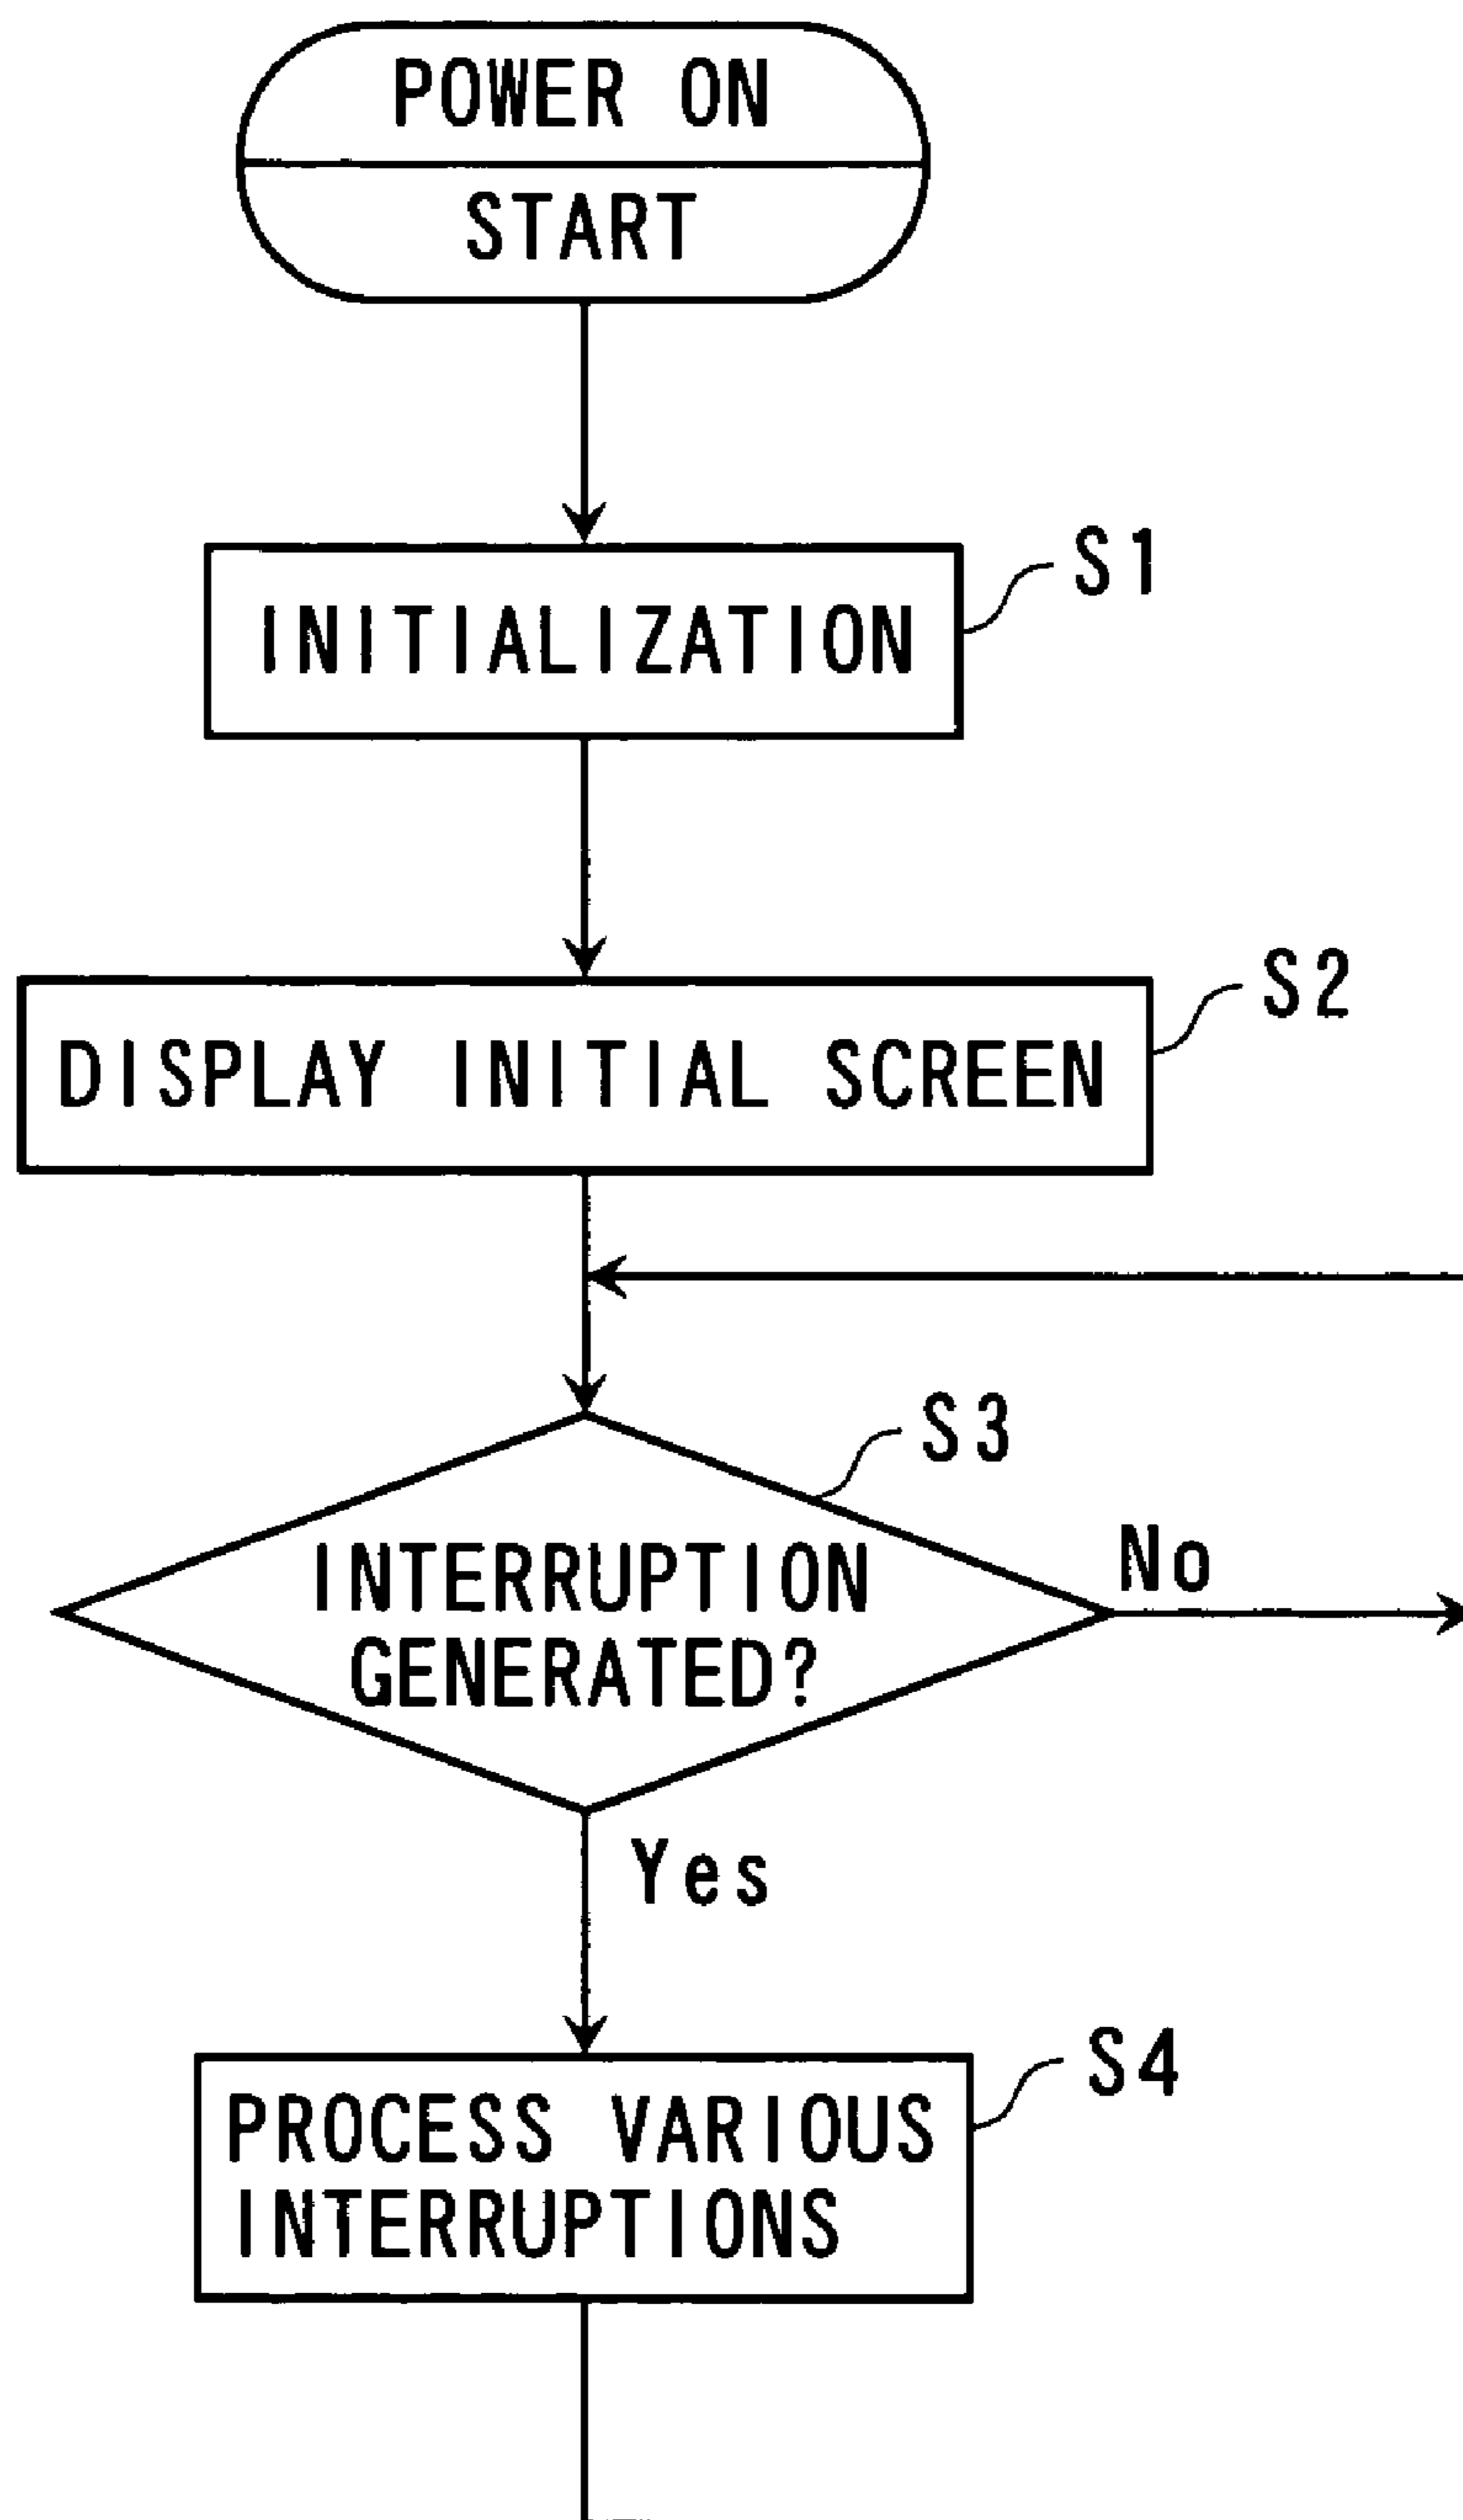 POWER ON
START
S1
INITIALIZATION
S2
DISPLAY INITIAL SCREEN
S3
INTERRUPTION
GENERATED?
No
Yes
S4
PROCESS VARIOUS
INTERRUPTIONS